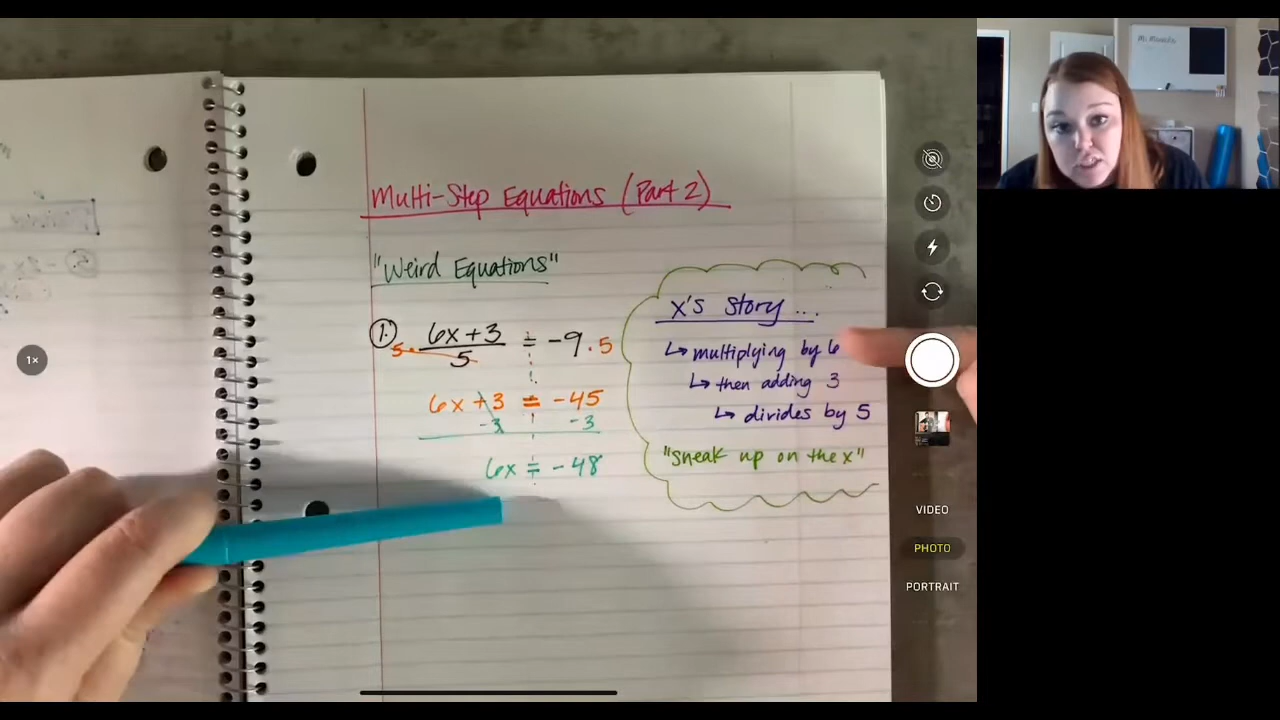 Multi-Step Equations (Part 2)
"Weird Equations"
1. 6x+3 = -9 . 5
5 . 5
6x +3 = -45
-3 -3
6x = -48
x's story ...
↳ multiplying by 6
↳ then adding 3
↳ divides by 5
"sneak up on the x"
1×
VIDEO
PHOTO
PORTRAIT